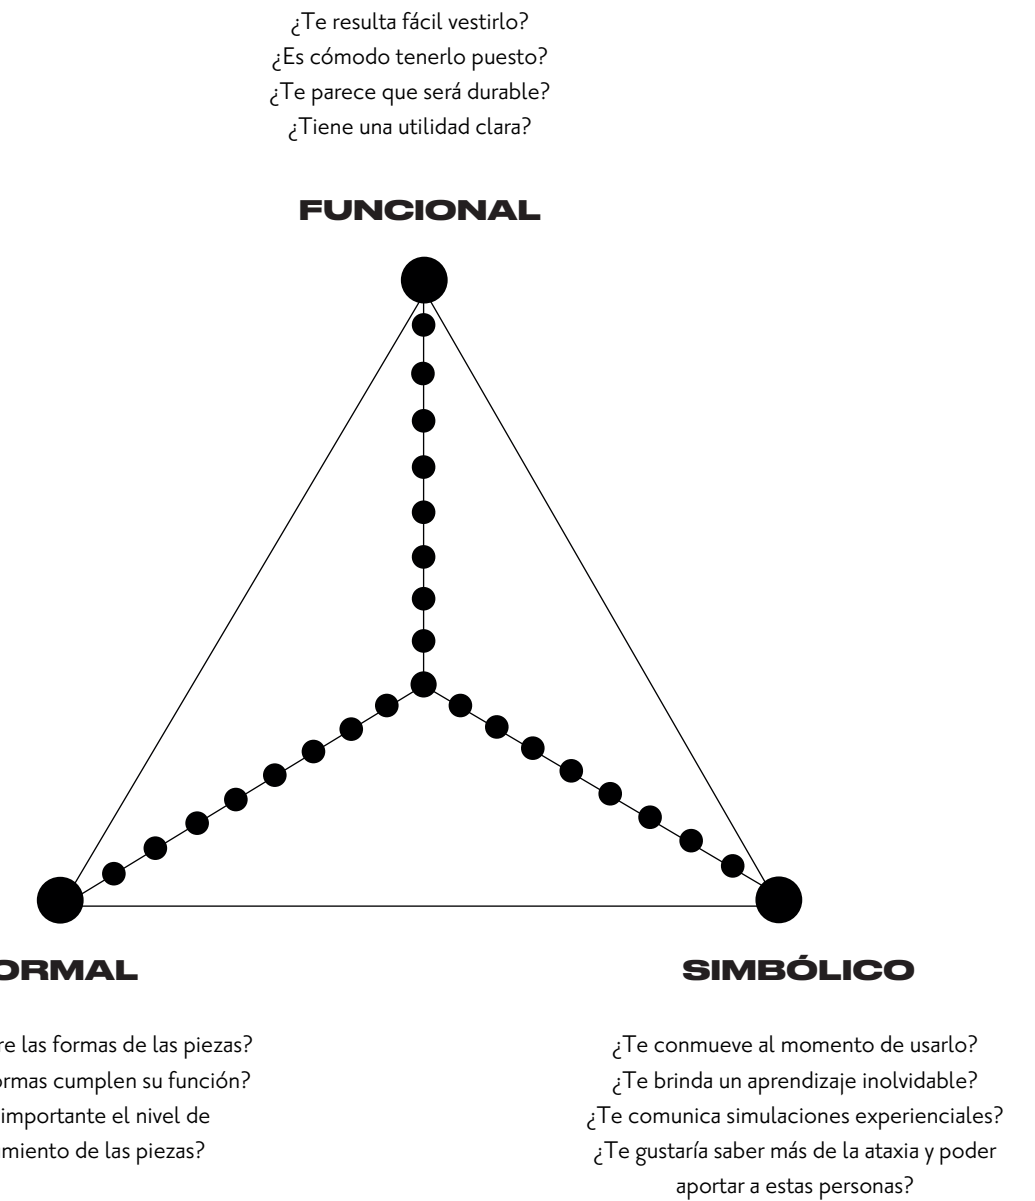 ¿Te resulta fácil vestirlo?
¿Es cómodo tenerlo puesto?
¿Te parece que será durable?
¿Tiene una utilidad clara?
FUNCIONAL
ORMAL
SIMBÓLICO
re las formas de las piezas?
ormas cumplen su función?
importante el nivel de
miento de las piezas?
¿Te conmueve al momento de usarlo?
¿Te brinda un aprendizaje inolvidable?
¿Te comunica simulaciones experienciales?
¿Te gustaría saber más de la ataxia y poder
aportar a estas personas?